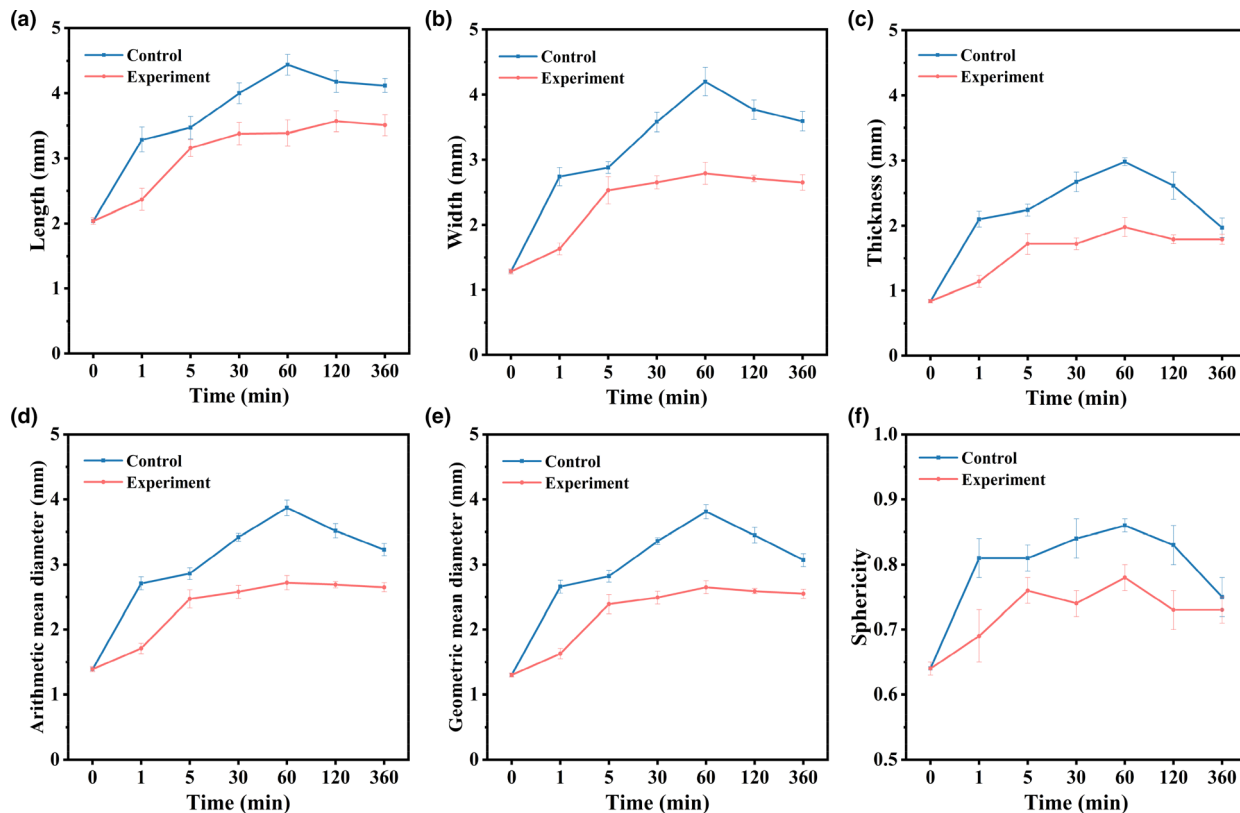 (a)
5
4
3
2
1
0
Length (mm)
Control
Experiment
0 1 5 30 60 120 360
Time (min)
(b)
5
4
3
2
1
0
Width (mm)
Control
Experiment
0 1 5 30 60 120 360
Time (min)
(c)
5
4
3
2
1
0
Thickness (mm)
Control
Experiment
0 1 5 30 60 120 360
Time (min)
(d)
5
4
3
2
1
0
Arithmetic mean diameter (mm)
Control
Experiment
0 1 5 30 60 120 360
Time (min)
(e)
5
4
3
2
1
0
Geometric mean diameter (mm)
Control
Experiment
0 1 5 30 60 120 360
Time (min)
(f)
1.0
0.9
0.8
0.7
0.6
0.5
Sphericity
Control
Experiment
0 1 5 30 60 120 360
Time (min)